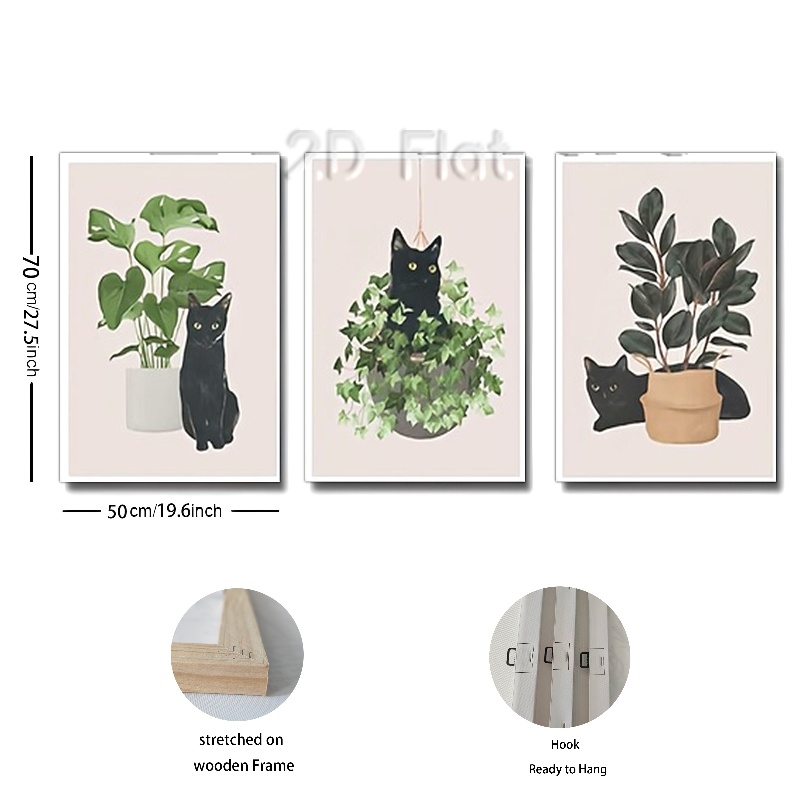 2D Flat
70 cm/27.5inch
50cm/19.6inch
stretched on
wooden Frame
Hook
Ready to Hang